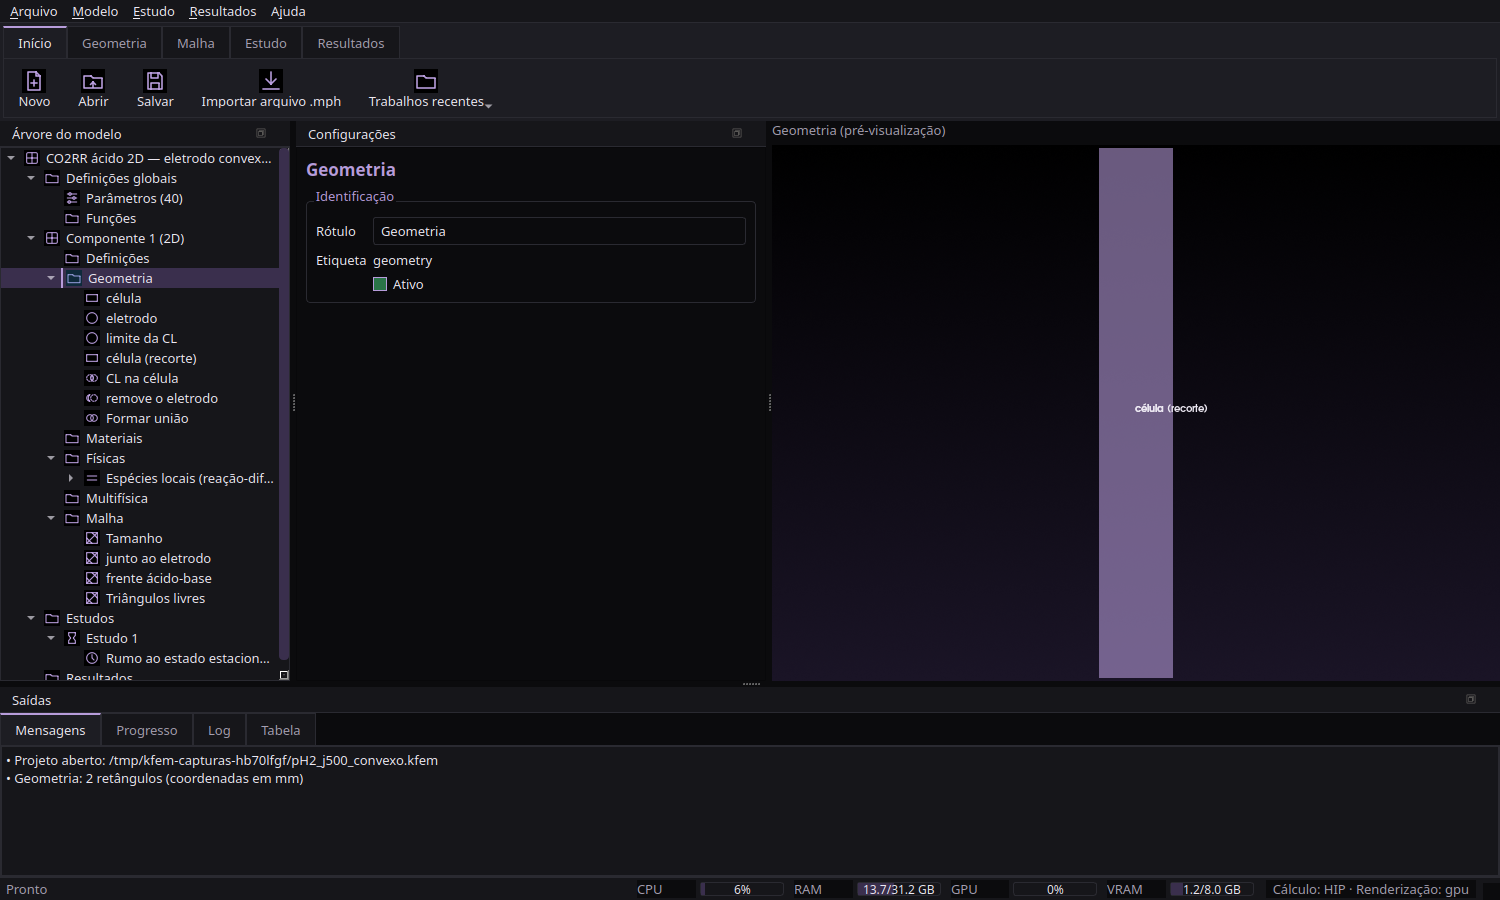 Arquivo Modelo Estudo Resultados Ajuda
Início Geometria Malha Estudo Resultados
Novo Abrir Salvar Importar arquivo .mph Trabalhos recentes
Árvore do modelo
CO2RR ácido 2D — eletrodo convex...
Definições globais
Parâmetros (40)
Funções
Componente 1 (2D)
Definições
Geometria
célula
eletrodo
limite da CL
célula (recorte)
CL na célula
remove o eletrodo
Formar união
Materiais
Físicas
Espécies locais (reação-dif...
Multifísica
Malha
Tamanho
junto ao eletrodo
frente ácido-base
Triângulos livres
Estudos
Estudo 1
Rumo ao estado estacion...
Resultados
Configurações
Geometria
Identificação
Rótulo Geometria
Etiqueta geometry
Ativo
Geometria (pré-visualização)
célula (recorte)
Saídas
Mensagens Progresso Log Tabela
• Projeto aberto: /tmp/kfem-capturas-hb70lfgf/pH2_j500_convexo.kfem
• Geometria: 2 retângulos (coordenadas em mm)
Pronto CPU 6% RAM 13.7/31.2 GB GPU 0% VRAM 1.2/8.0 GB Cálculo: HIP · Renderização: gpu